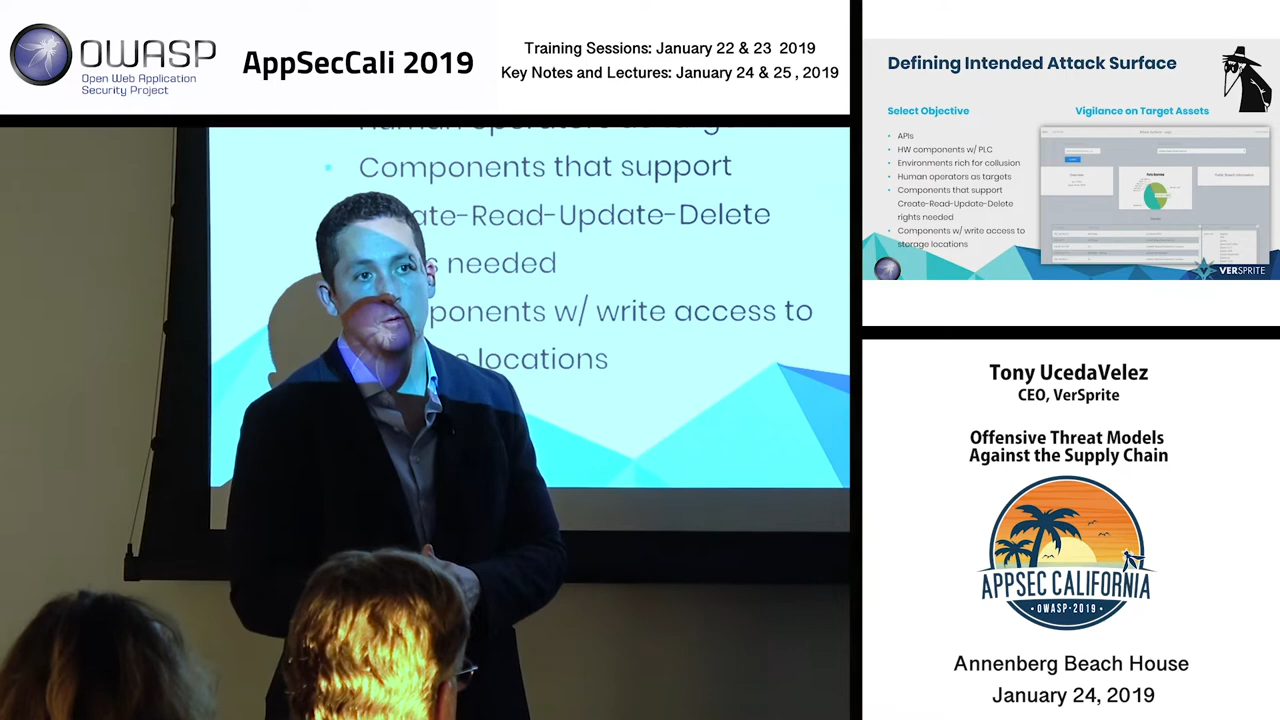 OWASP
Open Web Application
Security Project
AppSecCali 2019
Training Sessions: January 22 & 23 2019
Key Notes and Lectures: January 24 & 25 , 2019
Components that support
ate-Read-Update-Delete
needed
ponents w/ write access to
locations
Defining Intended Attack Surface
Select Objective
• APIs
• HW components w/ PLC
• Environments rich for collusion
• Human operators as targets
• Components that support
Create-Read-Update-Delete
rights needed
• Components w/ write access to
storage locations
Vigilance on Target Assets
VERSPRITE
Tony UcedaVelez
CEO, VerSprite
Offensive Threat Models
Against the Supply Chain
APPSEC CALIFORNIA
• OWASP-2019 •
Annenberg Beach House
January 24, 2019